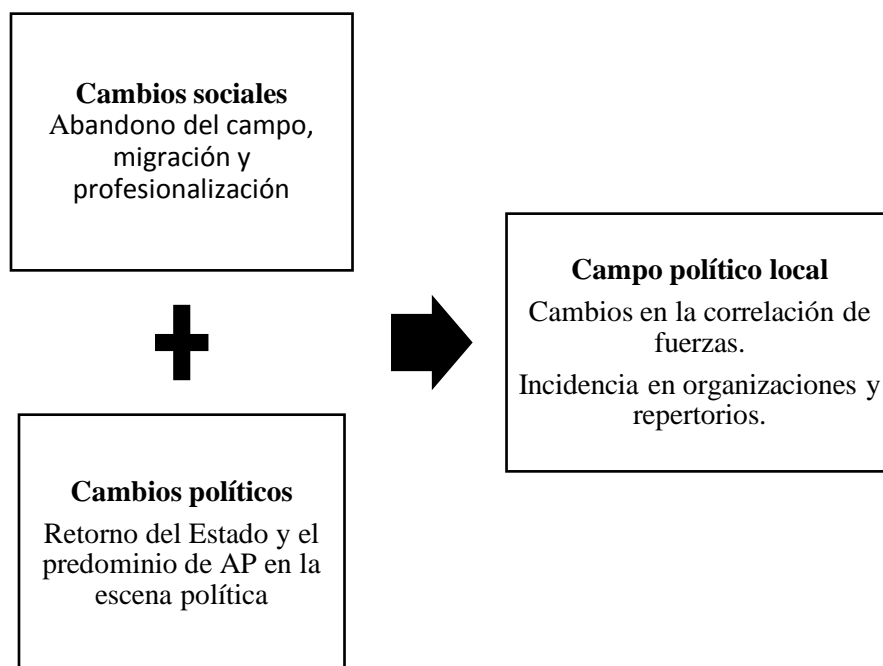 Cambios sociales
Abandono del campo,
migración y
profesionalización
Cambios políticos
Retorno del Estado y el
predominio de AP en la
escena política
Campo político local
Cambios en la correlación de
fuerzas.
Incidencia en organizaciones y
repertorios.